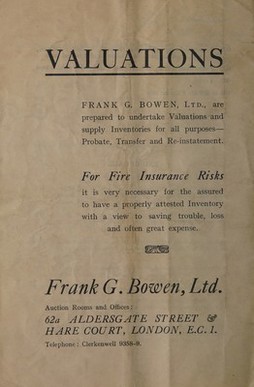 VALUATIONS
FRANK G. BOWEN, LTD., are
prepared to undertake Valuations and
supply Inventories for all purposes—
Probate, Transfer and Re-instatement.
For Fire Insurance Risks
it is very necessary for the assured
to have a properly attested Inventory
with a view to saving trouble, loss
and often great expense.
Frank G. Bowen, Ltd.
Auction Rooms and Offices:
62a ALDERSGATE STREET &
HARE COURT, LONDON, E.C.1.
Telephone: Clerkenwell 9358-9.